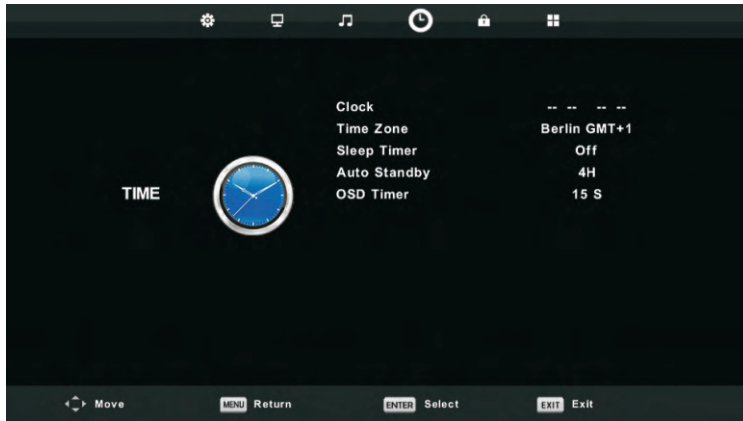 Clock -- -- -- --
Time Zone Berlin GMT+1
Sleep Timer Off
Auto Standby 4H
TIME
OSD Timer 15 S
Move MENU Return ENTER Select EXIT Exit